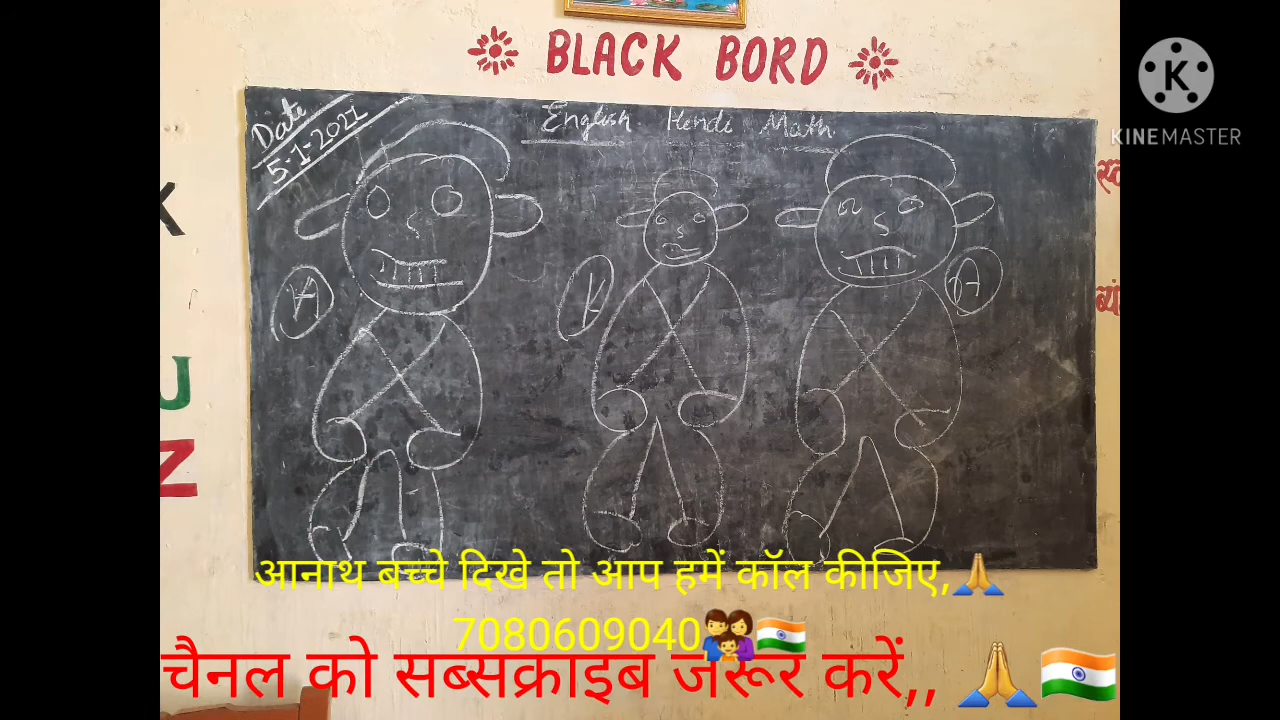 BLACK BORD
K
KINEMASTER
Date
5-1-2021
English Hindi Math
K
U
Z
A
K
A
आनाथ बच्चे दिखे तो आप हमें कॉल कीजिए,🙏
7080609040👨‍👩‍👦🇮🇳
चैनल को सब्सक्राइब जरूर करें,, 🙏🇮🇳